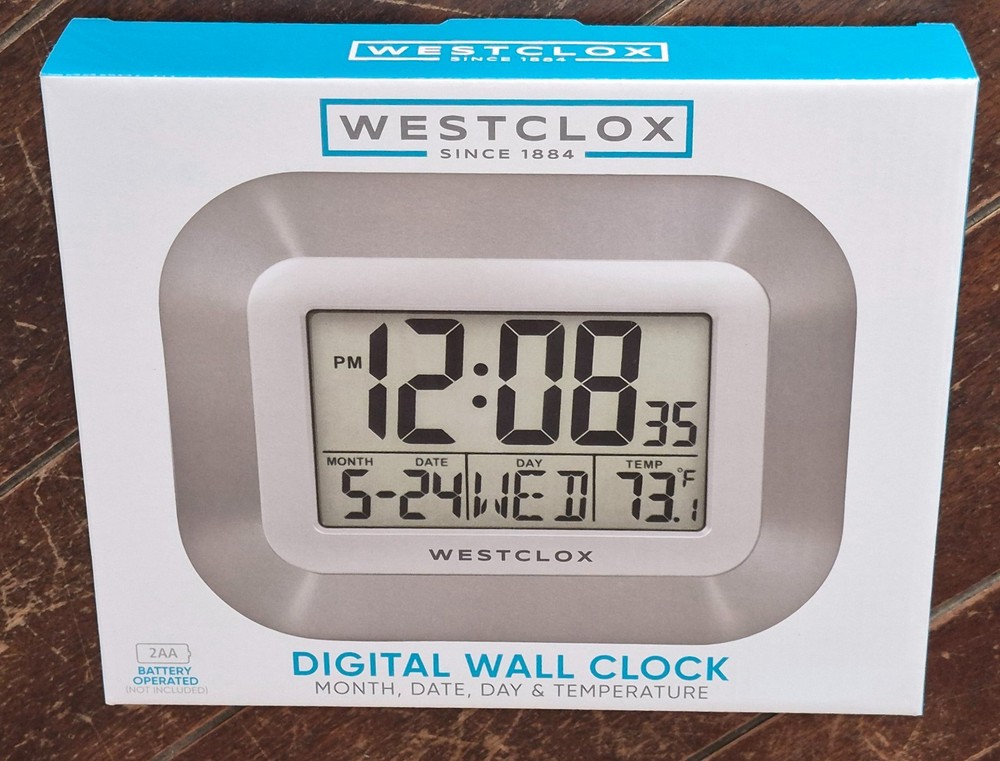 WESTCLOX
SINCE 1884
WESTCLOX
SINCE 1884
PM 12:08 35
MONTH DATE DAY TEMP
5-24 WED 73.1 °F
WESTCLOX
2AA
BATTERY
OPERATED
(NOT INCLUDED)
DIGITAL WALL CLOCK
MONTH, DATE, DAY & TEMPERATURE